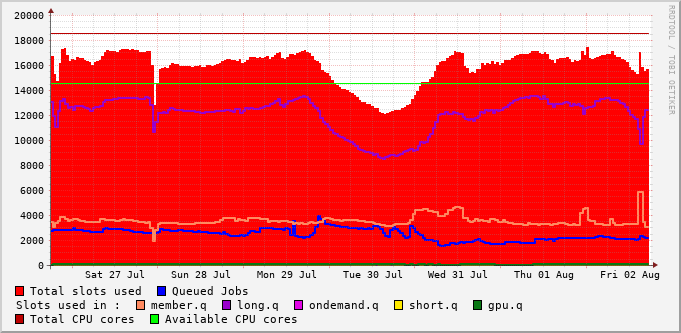 RRDTOOL / TOBI OETIKER
20000
18000
16000
14000
12000
10000
8000
6000
4000
2000
0
Sat 27 Jul Sun 28 Jul Mon 29 Jul Tue 30 Jul Wed 31 Jul Thu 01 Aug Fri 02 Aug
Total slots used Queued Jobs
Slots used in : member.q long.q ondemand.q short.q gpu.q
Total CPU cores Available CPU cores